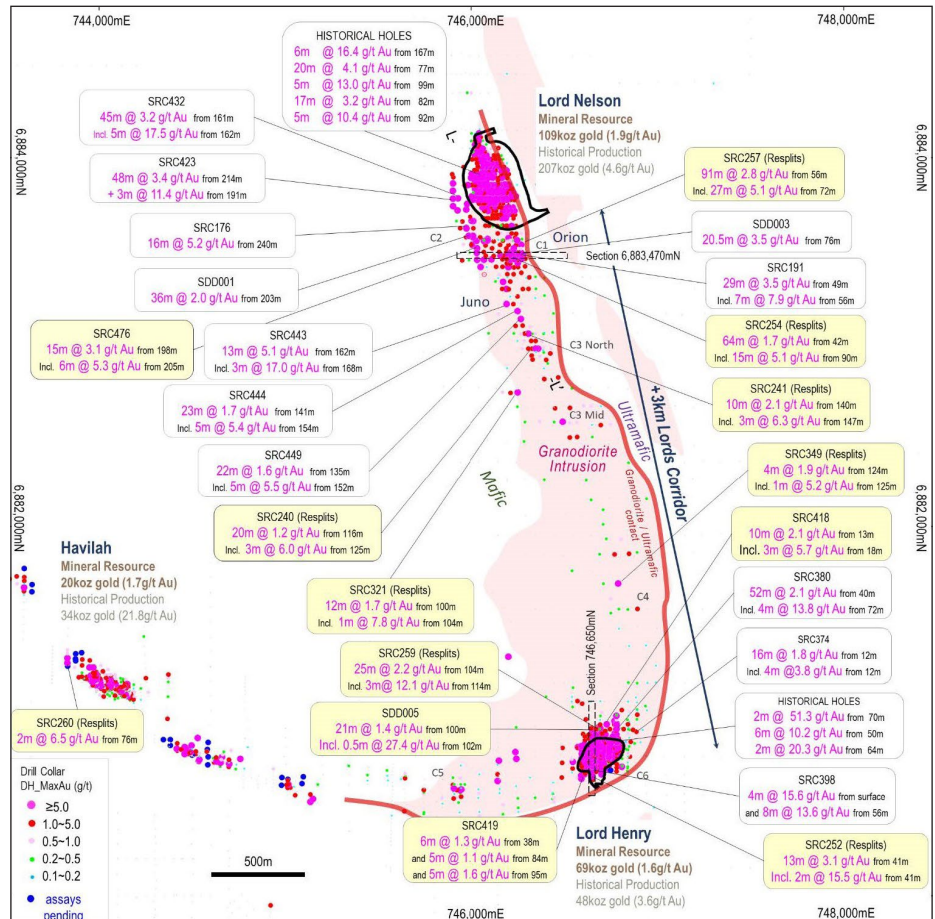 744,000mE
746,000mE
748,000mE
HISTORICAL HOLES
6m @ 16.4 g/t Au from 167m
20m @ 4.1 g/t Au from 77m
5m @ 13.0 g/t Au from 99m
17m @ 3.2 g/t Au from 82m
5m @ 10.4 g/t Au from 92m
SRC432
45m @ 3.2 g/t Au from 161m
Incl. 5m @ 17.5 g/t Au from 162m
Lord Nelson
Mineral Resource
109koz gold (1.9g/t Au)
Historical Production
207koz gold (4.6g/t Au)
6,884,000mN
6,884,000mN
L-
SRC423
48m @ 3.4 g/t Au from 214m
+ 3m @ 11.4 g/t Au from 191m
SRC257 (Resplits)
91m @ 2.8 g/t Au from 56m
Incl. 27m @ 5.1 g/t Au from 72m
SRC176
16m @ 5.2 g/t Au from 240m
C2
Orion
C1
SDD003
20.5m @ 3.5 g/t Au from 76m
Section 6,883,470mN
SDD001
36m @ 2.0 g/t Au from 203m
SRC191
29m @ 3.5 g/t Au from 49m
Incl. 7m @ 7.9 g/t Au from 56m
Juno
SRC476
15m @ 3.1 g/t Au from 198m
Incl. 6m @ 5.3 g/t Au from 205m
SRC443
13m @ 5.1 g/t Au from 162m
Incl. 3m @ 17.0 g/t Au from 168m
SRC254 (Resplits)
64m @ 1.7 g/t Au from 42m
Incl. 15m @ 5.1 g/t Au from 90m
C3 North
-L'
SRC444
23m @ 1.7 g/t Au from 141m
Incl. 5m @ 5.4 g/t Au from 154m
SRC241 (Resplits)
10m @ 2.1 g/t Au from 140m
Incl. 3m @ 6.3 g/t Au from 147m
+3km Lords Corridor
C3 Mid
Ultramafic
Granodiorite
Intrusion
Mafic
Granodiorite / Ultramafic
contact
SRC449
22m @ 1.6 g/t Au from 135m
Incl. 5m @ 5.5 g/t Au from 152m
SRC349 (Resplits)
4m @ 1.9 g/t Au from 124m
Incl. 1m @ 5.2 g/t Au from 125m
6,882,000mN
6,882,000mN
SRC240 (Resplits)
20m @ 1.2 g/t Au from 116m
Incl. 3m @ 6.0 g/t Au from 125m
SRC418
10m @ 2.1 g/t Au from 13m
Incl. 3m @ 5.7 g/t Au from 18m
Havilah
Mineral Resource
20koz gold (1.7g/t Au)
Historical Production
34koz gold (21.8g/t Au)
SRC321 (Resplits)
12m @ 1.7 g/t Au from 100m
Incl. 1m @ 7.8 g/t Au from 104m
SRC380
52m @ 2.1 g/t Au from 40m
Incl. 4m @ 13.8 g/t Au from 72m
C4
Section 746,650mN
SRC259 (Resplits)
25m @ 2.2 g/t Au from 104m
Incl. 3m@ 12.1 g/t Au from 114m
SRC374
16m @ 1.8 g/t Au from 12m
Incl. 4m @3.8 g/t Au from 12m
SRC260 (Resplits)
2m @ 6.5 g/t Au from 76m
SDD005
21m @ 1.4 g/t Au from 100m
Incl. 0.5m @ 27.4 g/t Au from 102m
HISTORICAL HOLES
2m @ 51.3 g/t Au from 70m
6m @ 10.2 g/t Au from 50m
2m @ 20.3 g/t Au from 64m
C5
C6
SRC398
4m @ 15.6 g/t Au from surface
and 8m @ 13.6 g/t Au from 56m
SRC419
6m @ 1.3 g/t Au from 38m
and 5m @ 1.1 g/t Au from 84m
and 5m @ 1.6 g/t Au from 95m
Lord Henry
Mineral Resource
69koz gold (1.6g/t Au)
Historical Production
48koz gold (3.6g/t Au)
SRC252 (Resplits)
13m @ 3.1 g/t Au from 41m
Incl. 2m @ 15.5 g/t Au from 41m
Drill Collar
DH_MaxAu (g/t)
≥5.0
1.0~5.0
0.5~1.0
0.2~0.5
0.1~0.2
assays
pending
500m
746,000mE
748,000mE